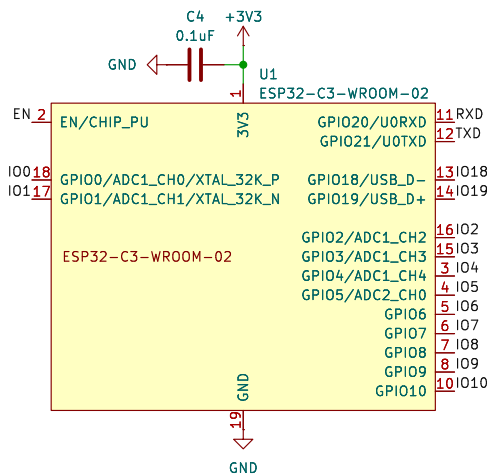 C4
+3V3
0.1uF
GND
U1
ESP32-C3-WROOM-02
1
3V3
EN 2 EN/CHIP_PU
GPIO20/U0RXD 11 RXD
GPIO21/U0TXD 12 TXD
IO0 18 GPIO0/ADC1_CH0/XTAL_32K_P
GPIO18/USB_D- 13 IO18
IO1 17 GPIO1/ADC1_CH1/XTAL_32K_N
GPIO19/USB_D+ 14 IO19
GPIO2/ADC1_CH2 16 IO2
ESP32-C3-WROOM-02
GPIO3/ADC1_CH3 15 IO3
GPIO4/ADC1_CH4 3 IO4
GPIO5/ADC2_CH0 4 IO5
GPIO6 5 IO6
GPIO7 6 IO7
GPIO8 7 IO8
GPIO9 8 IO9
GPIO10 10 IO10
GND
19
GND